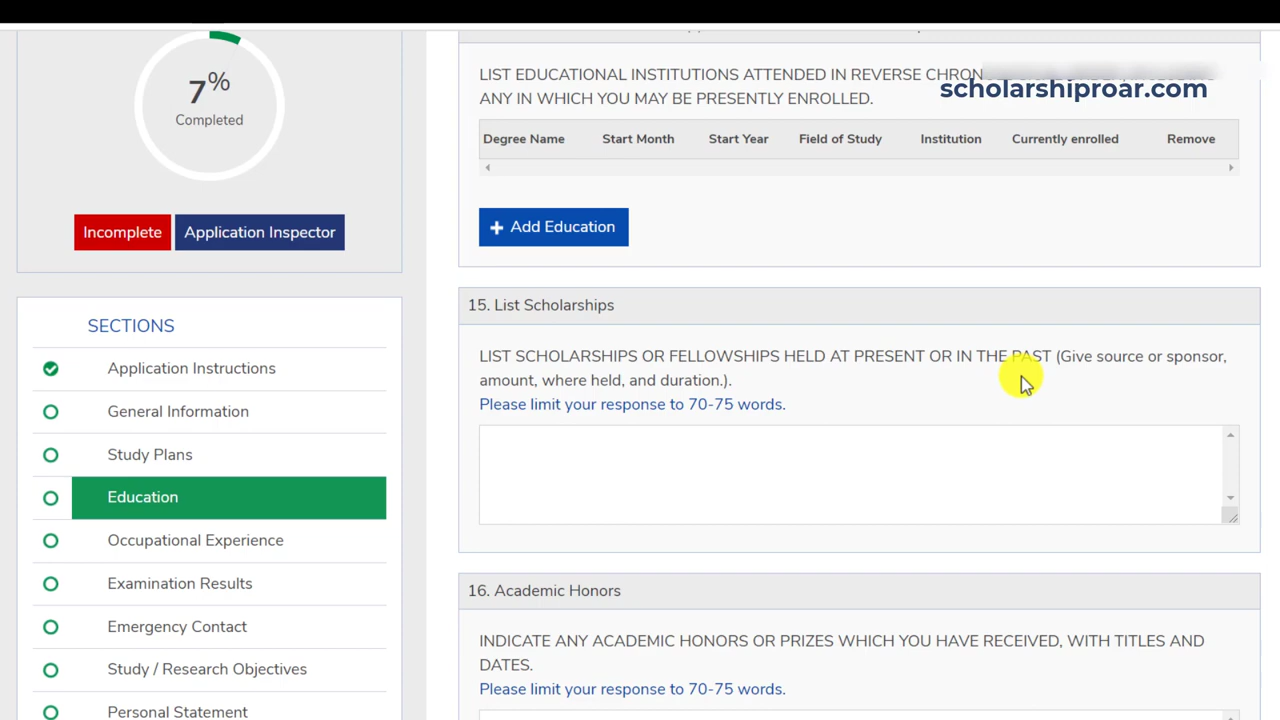 7%
Completed
Incomplete
Application Inspector
SECTIONS
Application Instructions
General Information
Study Plans
Education
Occupational Experience
Examination Results
Emergency Contact
Study / Research Objectives
Personal Statement
LIST EDUCATIONAL INSTITUTIONS ATTENDED IN REVERSE
scholarshiproar.com
ANY IN WHICH YOU MAY BE PRESENTLY ENROLLED.
Degree Name Start Month Start Year Field of Study Institution Currently enrolled Remove
+ Add Education
15. List Scholarships
LIST SCHOLARSHIPS OR FELLOWSHIPS HELD AT PRESENT OR IN THE PAST (Give source or sponsor,
amount, where held, and duration.).
Please limit your response to 70-75 words.
16. Academic Honors
INDICATE ANY ACADEMIC HONORS OR PRIZES WHICH YOU HAVE RECEIVED, WITH TITLES AND
DATES.
Please limit your response to 70-75 words.